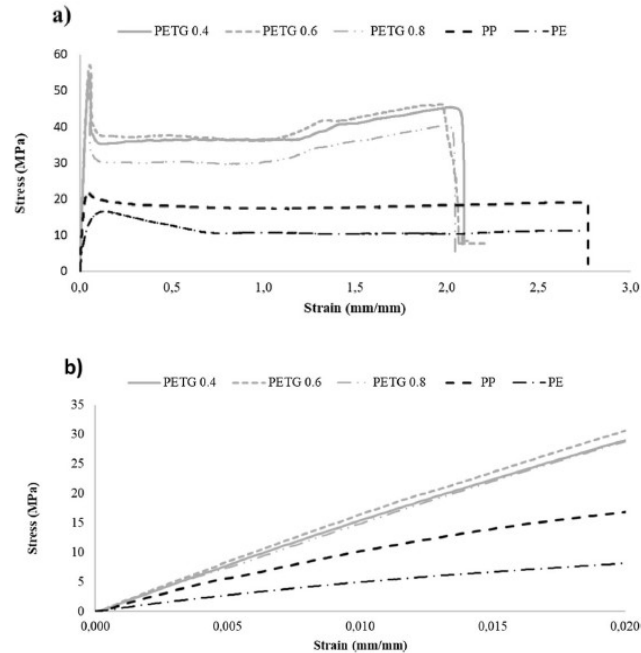 a)
PETG 0.4 PETG 0.6 PETG 0.8 PP PE
60
50
40
30
20
10
0
Stress (MPa)
0,0 0,5 1,0 1,5 2,0 2,5 3,0
Strain (mm/mm)
b)
PETG 0.4 PETG 0.6 PETG 0.8 PP PE
35
30
25
20
15
10
5
0
Stress (MPa)
0,000 0,005 0,010 0,015 0,020
Strain (mm/mm)